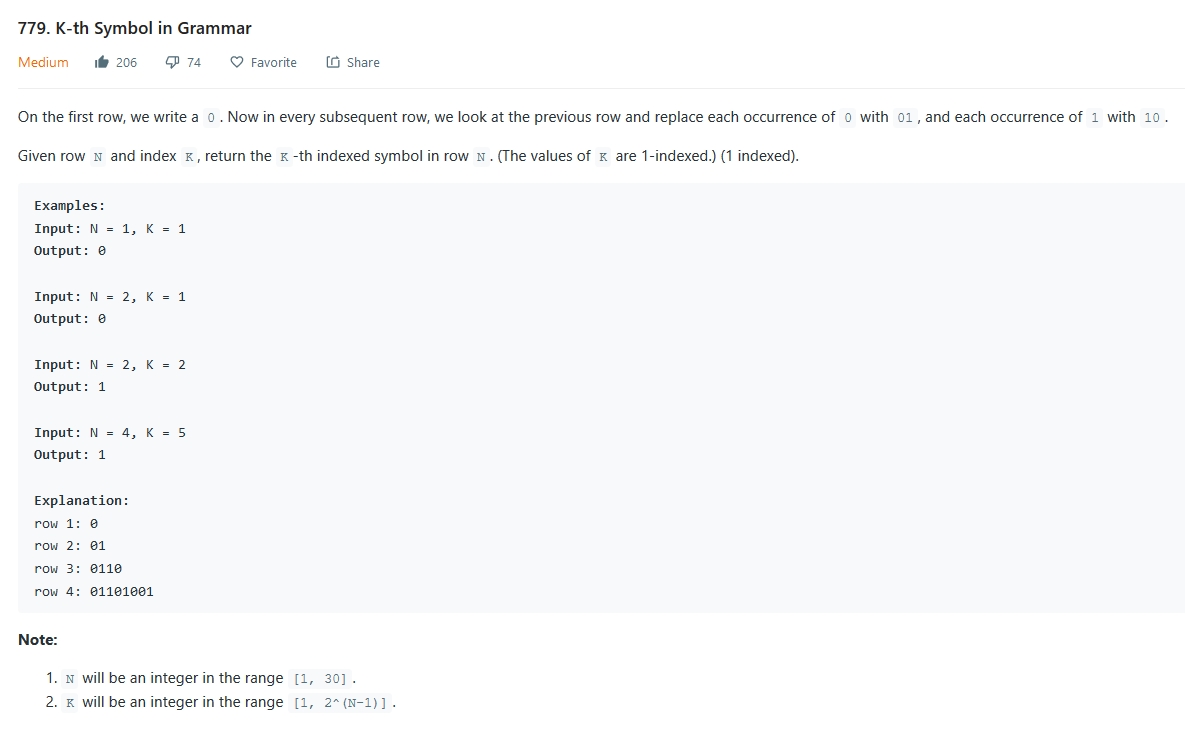 779. K-th Symbol in Grammar
Medium 206 74 Favorite Share
On the first row, we write a 0 . Now in every subsequent row, we look at the previous row and replace each occurrence of 0 with 01 , and each occurrence of 1 with 10 .
Given row N and index K , return the K -th indexed symbol in row N . (The values of K are 1-indexed.) (1 indexed).
Examples:
Input: N = 1, K = 1
Output: 0
Input: N = 2, K = 1
Output: 0
Input: N = 2, K = 2
Output: 1
Input: N = 4, K = 5
Output: 1
Explanation:
row 1: 0
row 2: 01
row 3: 0110
row 4: 01101001
Note:
1. N will be an integer in the range [1, 30] .
2. K will be an integer in the range [1, 2^(N-1)] .